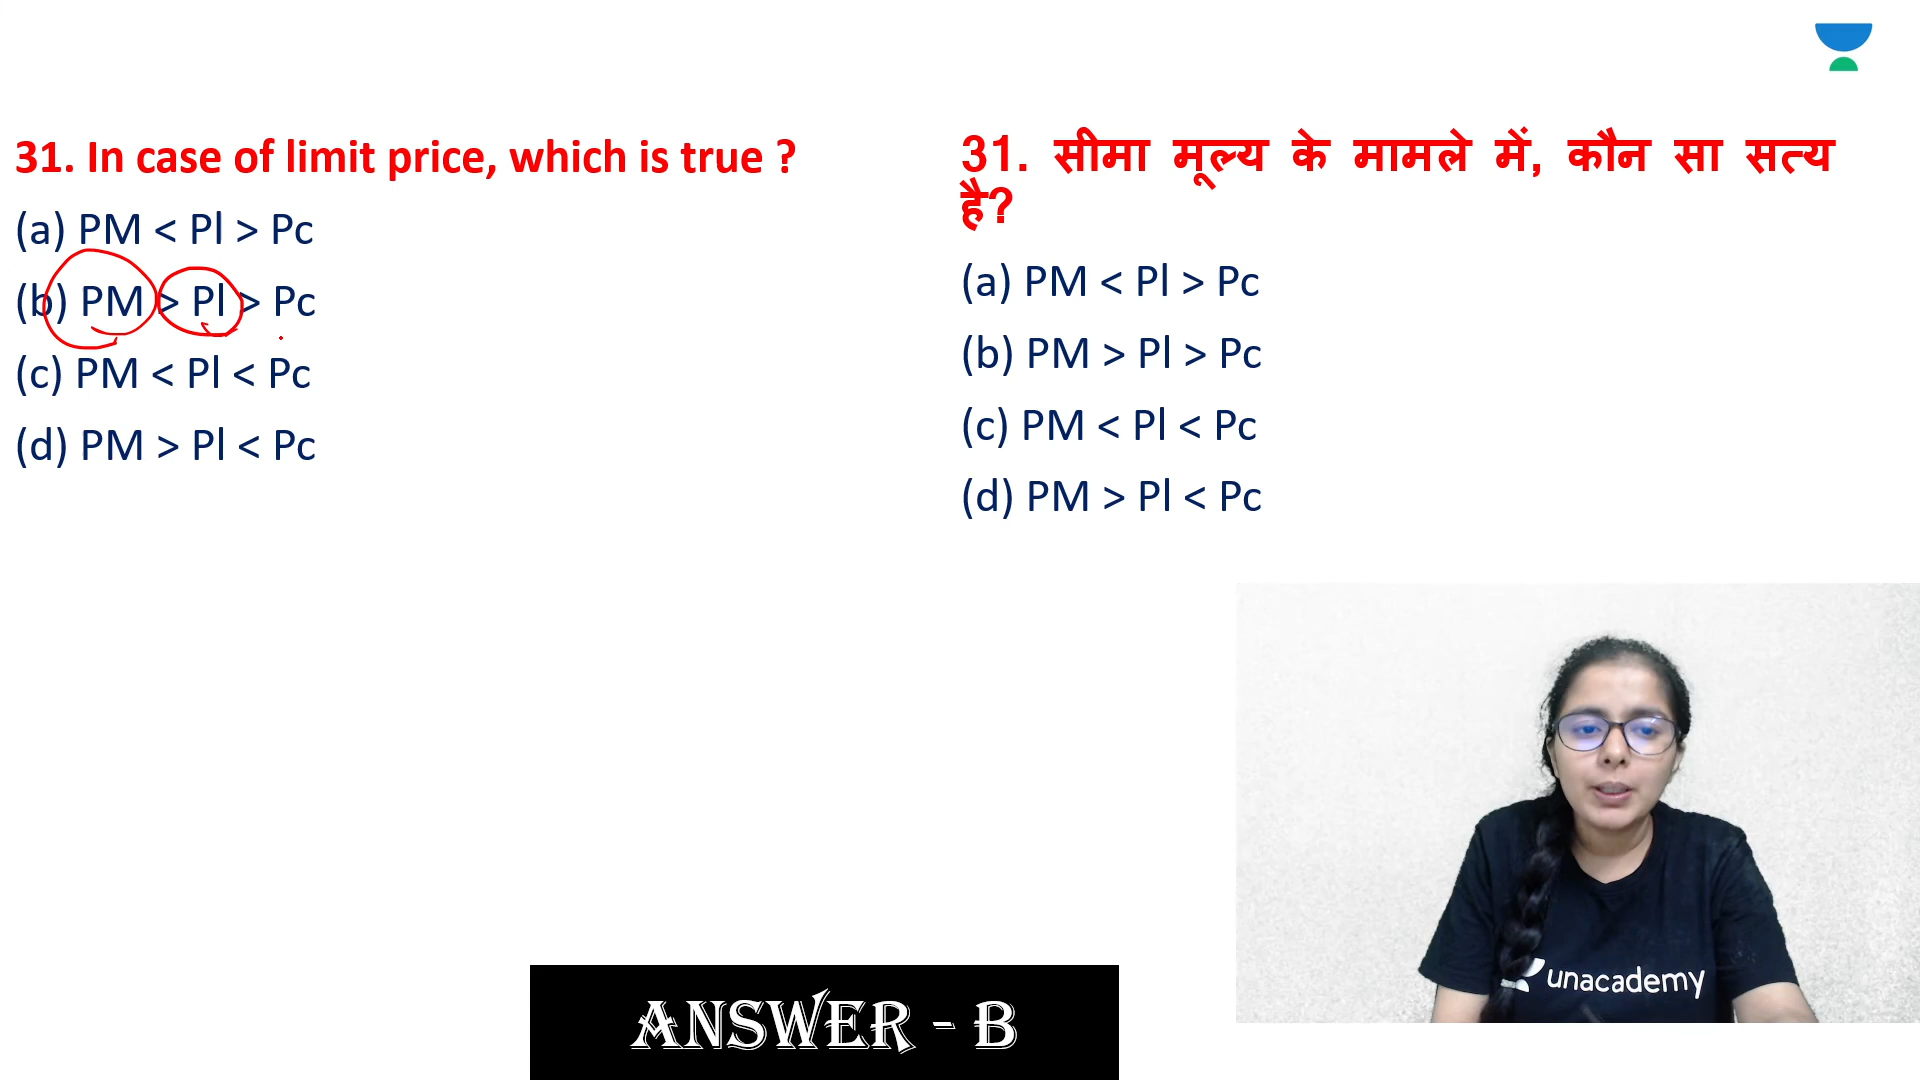 31. In case of limit price, which is true ?
(a) PM < Pl > Pc
(b) PM > Pl > Pc
(c) PM < Pl < Pc
(d) PM > Pl < Pc
31. सीमा मूल्य के मामले में, कौन सा सत्य
है?
(a) PM < Pl > Pc
(b) PM > Pl > Pc
(c) PM < Pl < Pc
(d) PM > Pl < Pc
unacademy
ANSWER - B